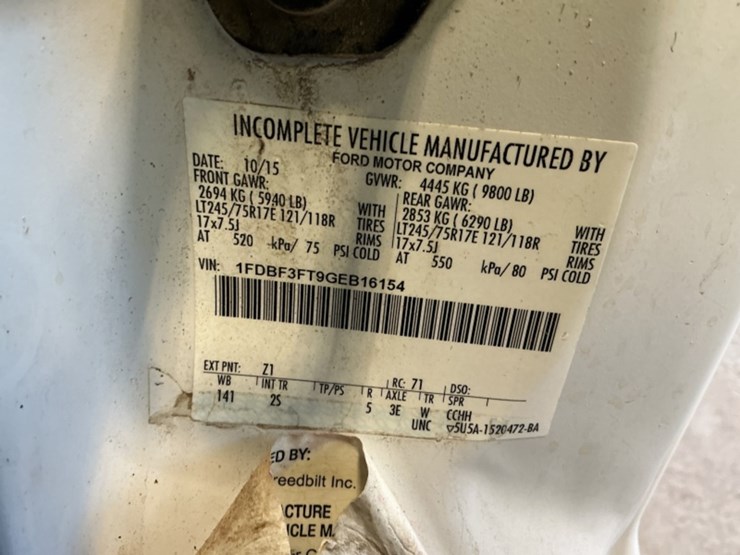 INCOMPLETE VEHICLE MANUFACTURED BY
FORD MOTOR COMPANY
DATE: 10/15 GVWR: 4445 KG ( 9800 LB)
FRONT GAWR: REAR GAWR:
2694 KG ( 5940 LB) WITH 2853 KG ( 6290 LB) WITH
LT245/75R17E 121/118R TIRES LT245/75R17E 121/118R TIRES
17x7.5J RIMS 17x7.5J RIMS
AT 520 kPa/ 75 PSI COLD AT 550 kPa/ 80 PSI COLD
VIN: 1FDBF3FT9GEB16154
EXT PNT: Z1 RC: 71 DSO:
WB INT TR TP/PS R AXLE TR SPR
141 2S 5 3E W CCHH
UNC ▽5U5A-1520472-BA
ED BY:
reedbilt Inc.
CTURE
ICLE M